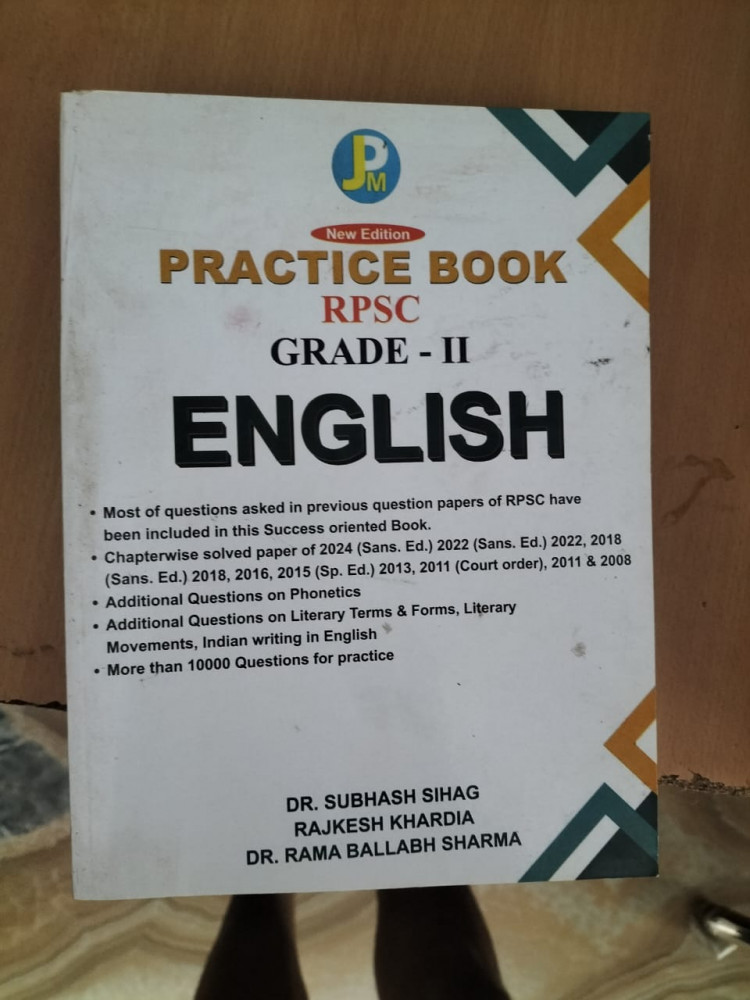 JPM
New Edition
PRACTICE BOOK
RPSC
GRADE - II
ENGLISH
• Most of questions asked in previous question papers of RPSC have
been included in this Success oriented Book.
• Chapterwise solved paper of 2024 (Sans. Ed.) 2022 (Sans. Ed.) 2022, 2018
(Sans. Ed.) 2018, 2016, 2015 (Sp. Ed.) 2013, 2011 (Court order), 2011 & 2008
• Additional Questions on Phonetics
• Additional Questions on Literary Terms & Forms, Literary
Movements, Indian writing in English
• More than 10000 Questions for practice
DR. SUBHASH SIHAG
RAJKESH KHARDIA
DR. RAMA BALLABH SHARMA